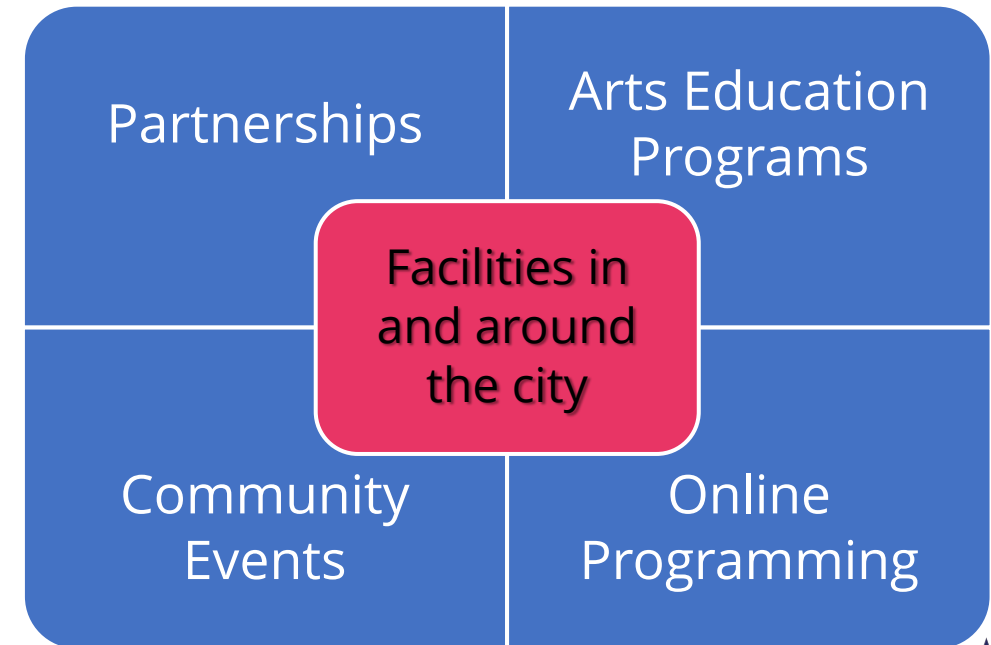 Partnerships
Arts Education
Programs
Facilities in
and around
the city
Community
Events
Online
Programming